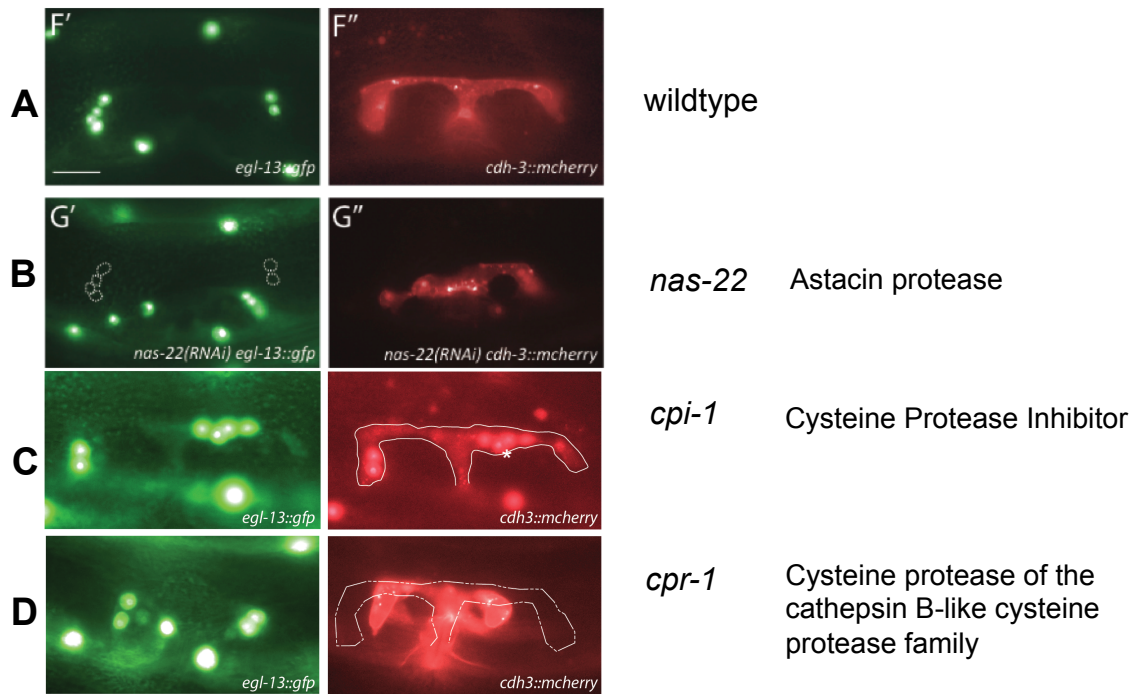 F′ F″
A wildtype
egl-13::gfp cdh-3::mcherry
G′ G″
B nas-22 Astacin protease
nas-22(RNAi) egl-13::gfp nas-22(RNAi) cdh-3::mcherry
cpi-1 Cysteine Protease Inhibitor
C
*
egl-13::gfp cdh3::mcherry
cpr-1 Cysteine protease of the
D cathepsin B-like cysteine
protease family
egl-13::gfp cdh3::mcherry